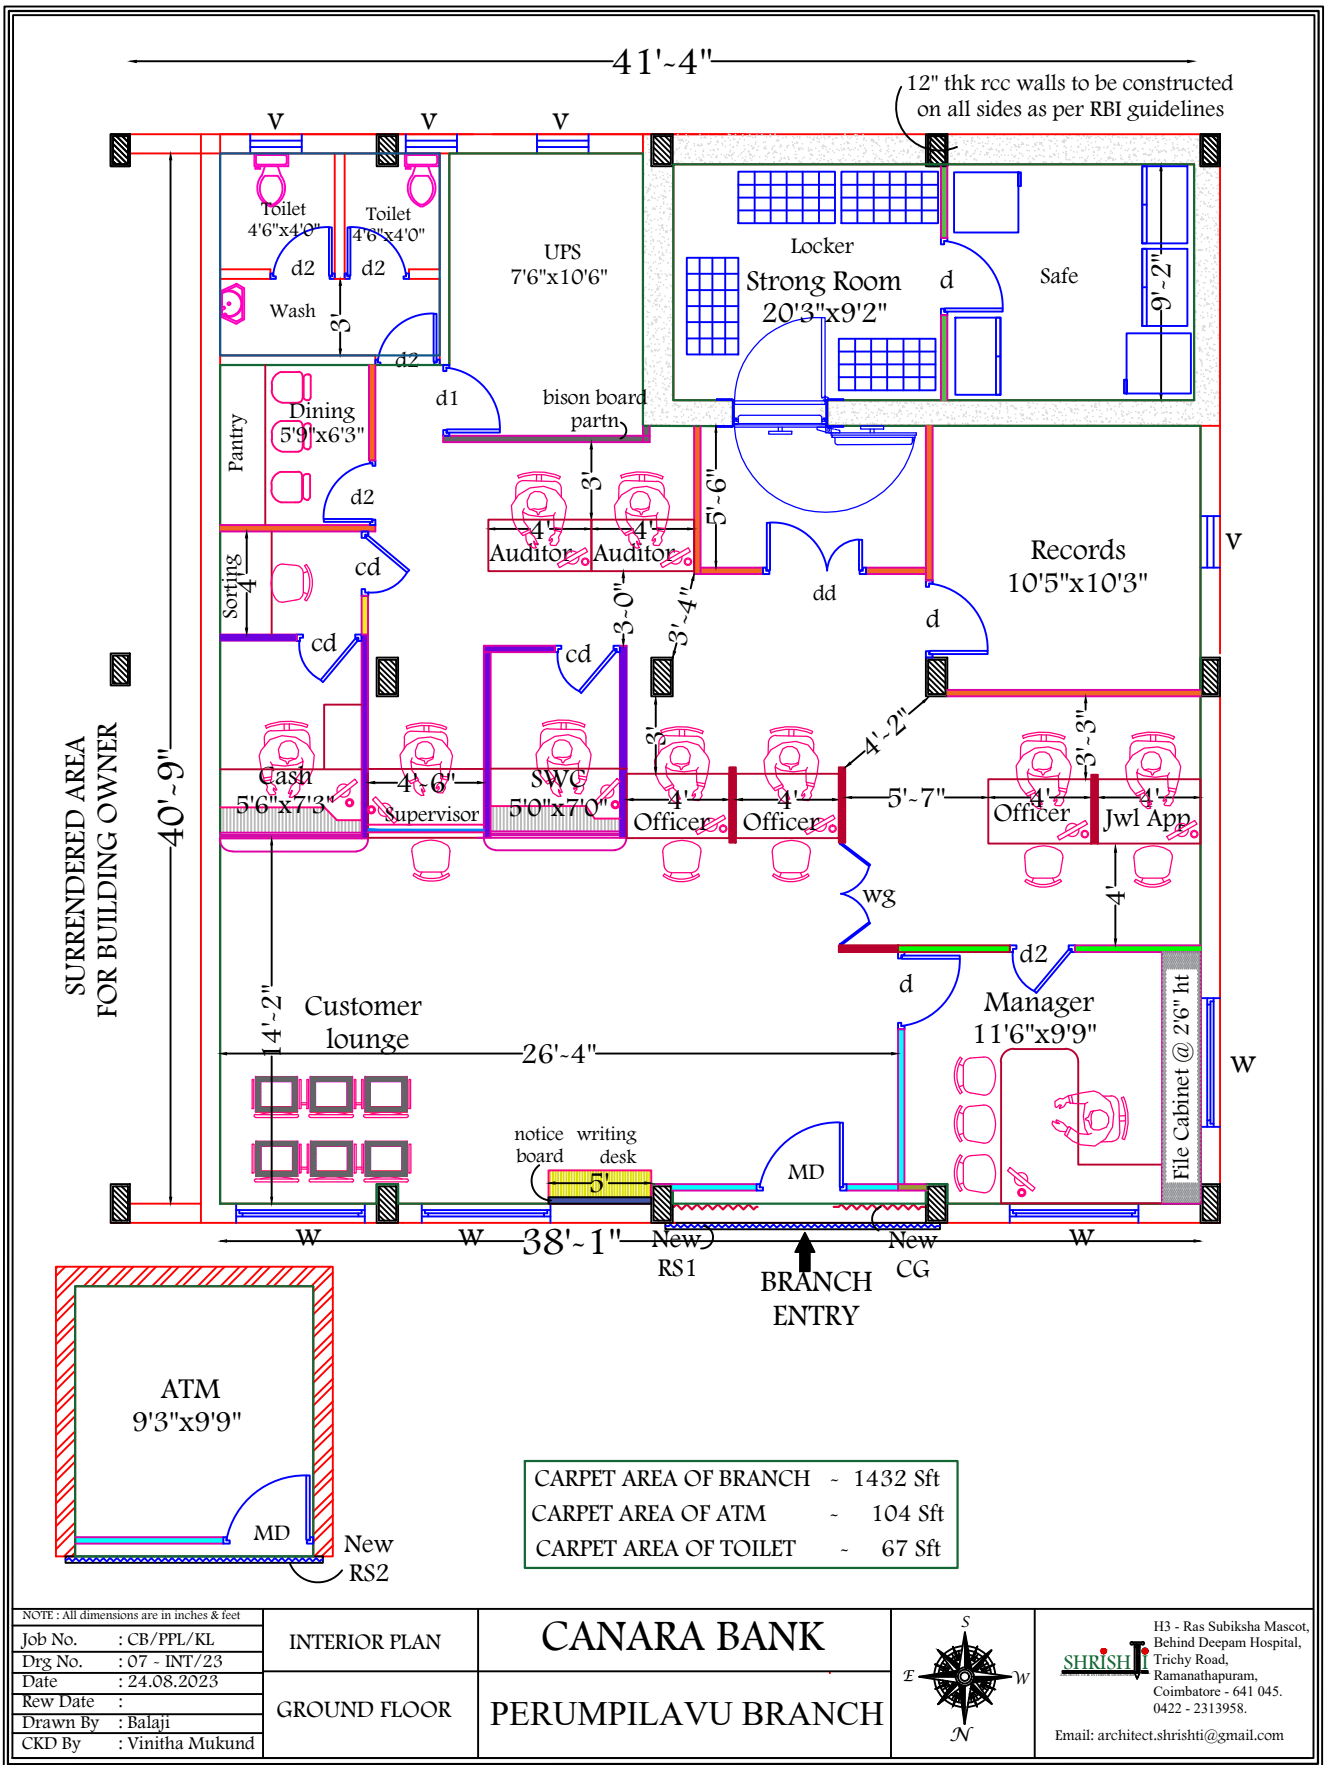 41'~4"
12" thk rcc walls to be constructed
on all sides as per RBI guidelines
V
V
V
Toilet
4'6"x4'0"
Toilet
4'6"x4'0"
d2
d2
Wash
3'
d2
UPS
7'6"x10'6"
d1
bison board
partn
Locker
Strong Room
20'3"x9'2"
d
Safe
9'~2"
Pantry
Dining
5'9"x6'3"
d2
3'
4'
4'
Auditor
Auditor
5'~6"
dd
Records
10'5"x10'3"
V
d
Sorting
4'
cd
cd
cd
3~0"
3'~4"
3'
4'~2"
3'~3"
SURRENDERED AREA
FOR BUILDING OWNER
40'~9"
Cash
5'6"x7'3"
4'~6"
Supervisor
SWC
5'0"x7'0"
4'
Officer
4'
Officer
5'~7"
4'
Officer
4'
Jwl App
wg
4'
d2
d
Manager
11'6"x9'9"
File Cabinet @ 2'6" ht
W
Customer
lounge
14'~2"
26'~4"
notice
board
writing
desk
5'
MD
W
W
38'~1"
New
RS1
New
CG
W
BRANCH
ENTRY
ATM
9'3"x9'9"
MD
New
RS2
CARPET AREA OF BRANCH ~ 1432 Sft
CARPET AREA OF ATM ~ 104 Sft
CARPET AREA OF TOILET ~ 67 Sft
NOTE : All dimensions are in inches & feet
Job No. : CB/PPL/KL
Drg No. : 07 ~ INT/23
Date : 24.08.2023
Rew Date :
Drawn By : Balaji
CKD By : Vinitha Mukund
INTERIOR PLAN
GROUND FLOOR
CANARA BANK
PERUMPILAVU BRANCH
S
E
W
N
SHRISHTI
H3 - Ras Subiksha Mascot,
Behind Deepam Hospital,
Trichy Road,
Ramanathapuram,
Coimbatore - 641 045.
0422 - 2313958.
Email: architect.shrishti@gmail.com